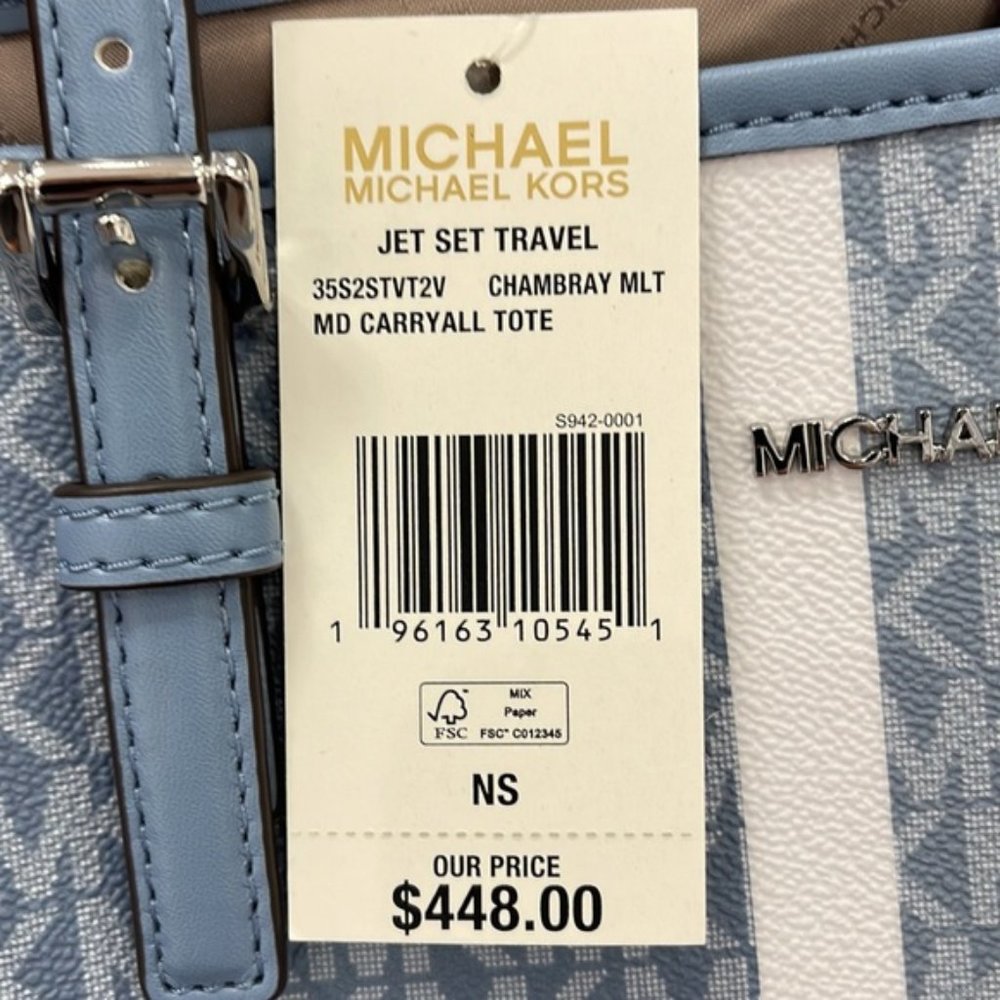 MICHAEL
MICHAEL KORS
JET SET TRAVEL
35S2STVT2V CHAMBRAY MLT
MD CARRYALL TOTE
S942-0001
1 96163 10545 1
FSC
MIX
Paper
FSC™ C012345
NS
OUR PRICE
$448.00
MICHA